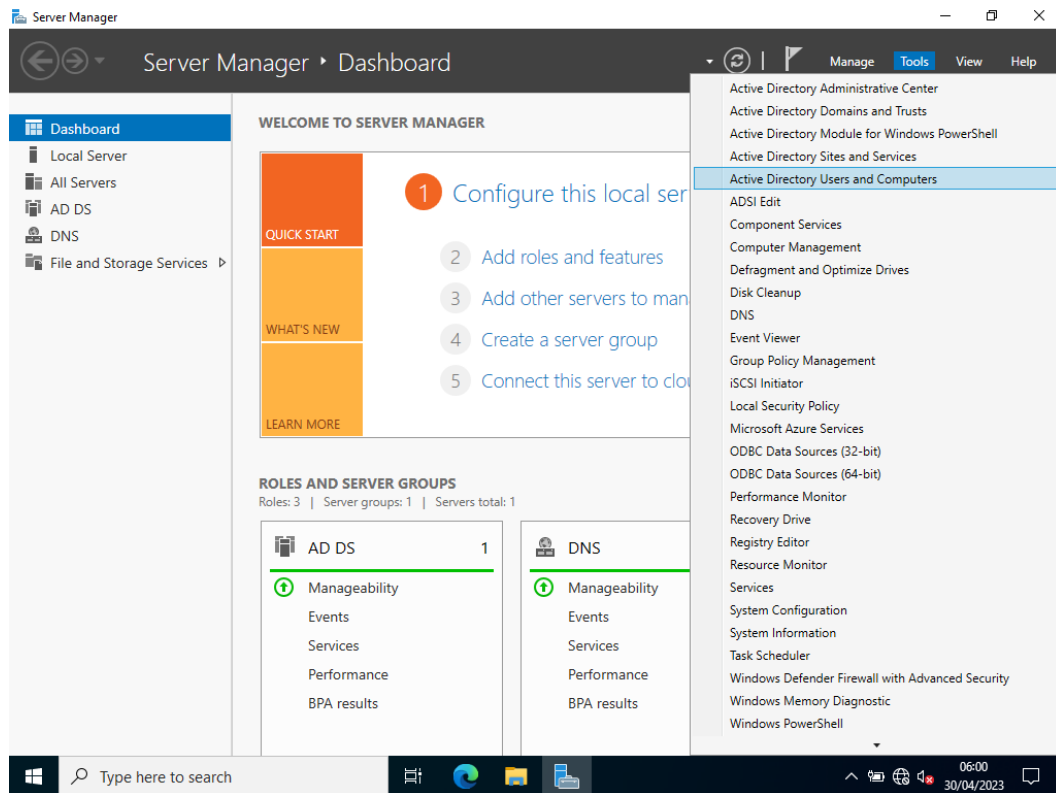 Server Manager
Server Manager • Dashboard
Manage Tools View Help
Dashboard
Local Server
All Servers
AD DS
DNS
File and Storage Services
WELCOME TO SERVER MANAGER
QUICK START
WHAT'S NEW
LEARN MORE
1 Configure this local ser
2 Add roles and features
3 Add other servers to man
4 Create a server group
5 Connect this server to clou
ROLES AND SERVER GROUPS
Roles: 3 | Server groups: 1 | Servers total: 1
AD DS 1
Manageability
Events
Services
Performance
BPA results
DNS
Manageability
Events
Services
Performance
BPA results
Active Directory Administrative Center
Active Directory Domains and Trusts
Active Directory Module for Windows PowerShell
Active Directory Sites and Services
Active Directory Users and Computers
ADSI Edit
Component Services
Computer Management
Defragment and Optimize Drives
Disk Cleanup
DNS
Event Viewer
Group Policy Management
iSCSI Initiator
Local Security Policy
Microsoft Azure Services
ODBC Data Sources (32-bit)
ODBC Data Sources (64-bit)
Performance Monitor
Recovery Drive
Registry Editor
Resource Monitor
Services
System Configuration
System Information
Task Scheduler
Windows Defender Firewall with Advanced Security
Windows Memory Diagnostic
Windows PowerShell
Type here to search
06:00
30/04/2023